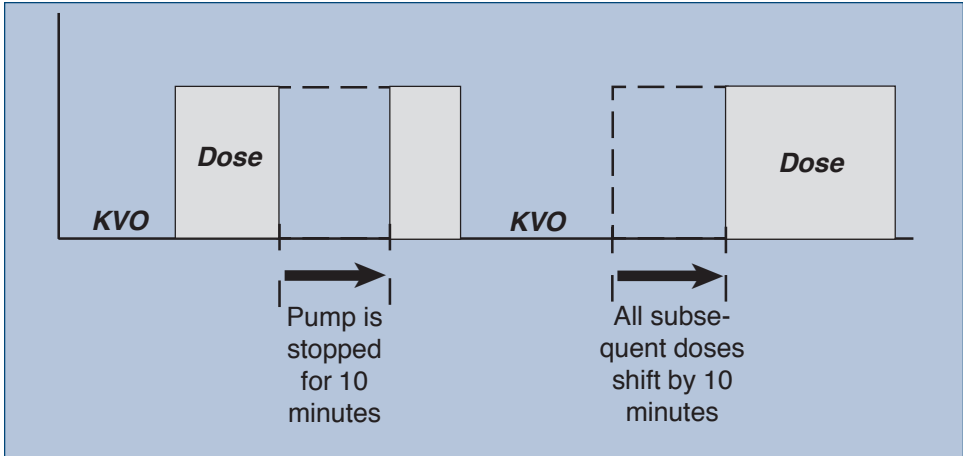 Dose
Dose
KVO
KVO
Pump is
stopped
for 10
minutes
All subse-
quent doses
shift by 10
minutes